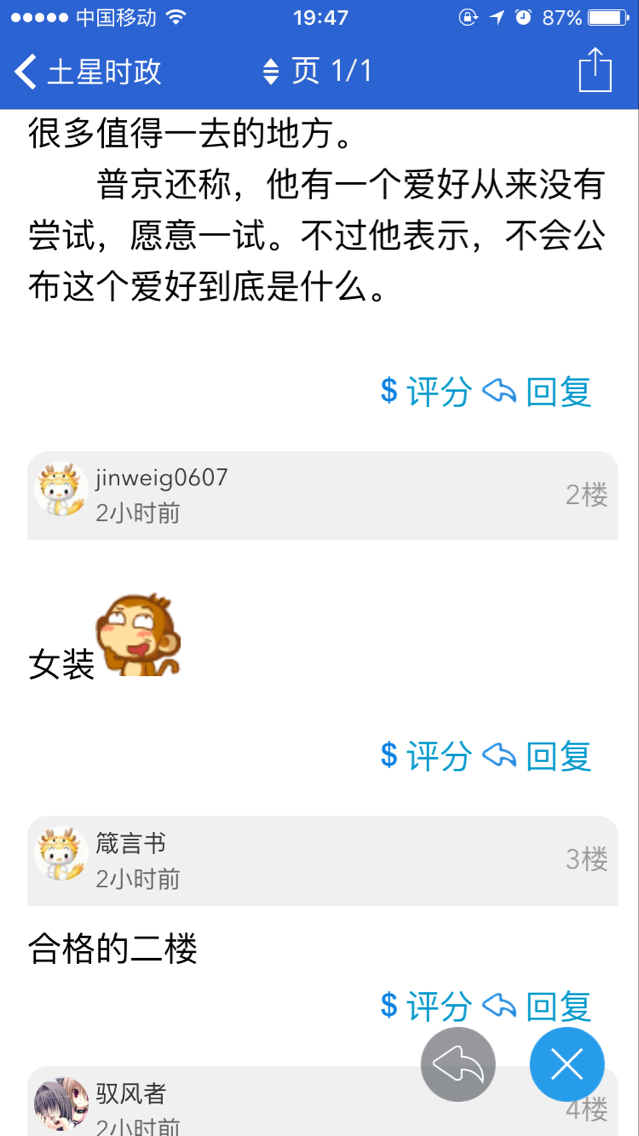 中国移动 19:47 87%
土星时政 页 1/1
很多值得一去的地方。
普京还称，他有一个爱好从来没有
尝试，愿意一试。不过他表示，不会公
布这个爱好到底是什么。
$ 评分 回复
jinweig0607
2小时前
2楼
女装
$ 评分 回复
箴言书
2小时前
3楼
合格的二楼
$ 评分 回复
驭风者
2小时前
4楼